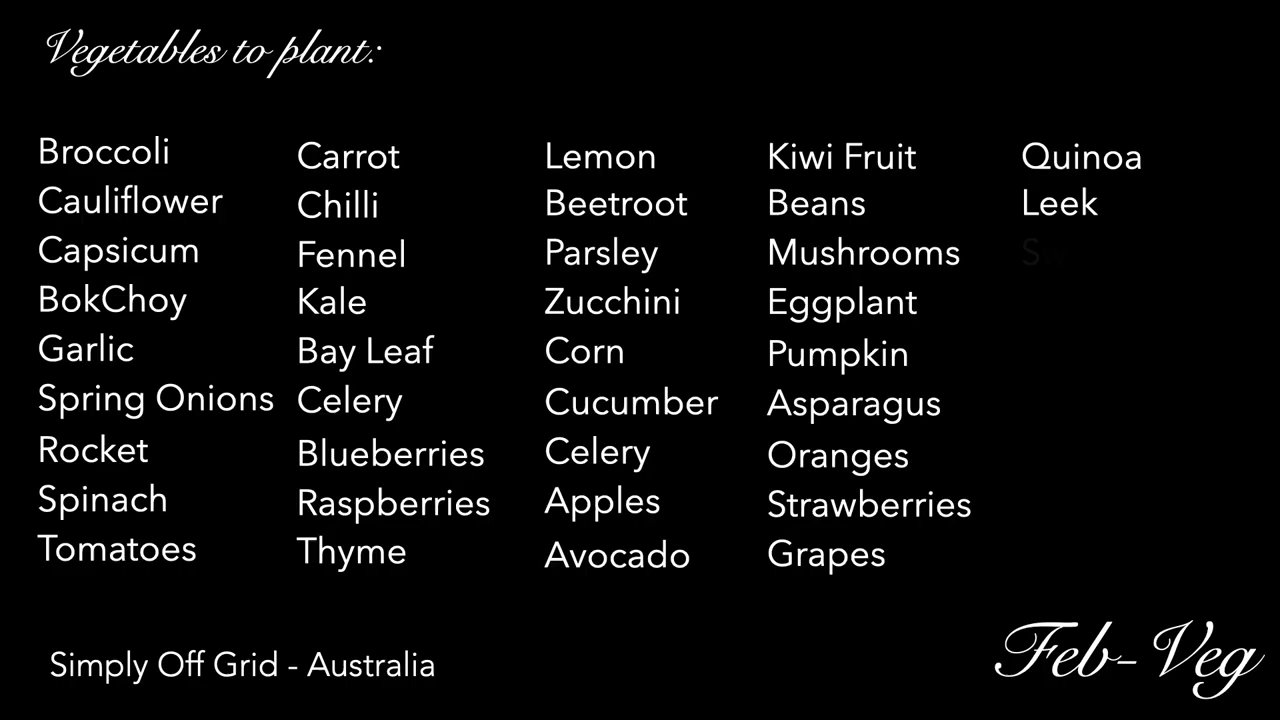 Vegetables to plant:
Broccoli
Cauliflower
Capsicum
BokChoy
Garlic
Spring Onions
Rocket
Spinach
Tomatoes
Carrot
Chilli
Fennel
Kale
Bay Leaf
Celery
Blueberries
Raspberries
Thyme
Lemon
Beetroot
Parsley
Zucchini
Corn
Cucumber
Celery
Apples
Avocado
Kiwi Fruit
Beans
Mushrooms
Eggplant
Pumpkin
Asparagus
Oranges
Strawberries
Grapes
Quinoa
Leek
Simply Off Grid - Australia
Feb-Veg